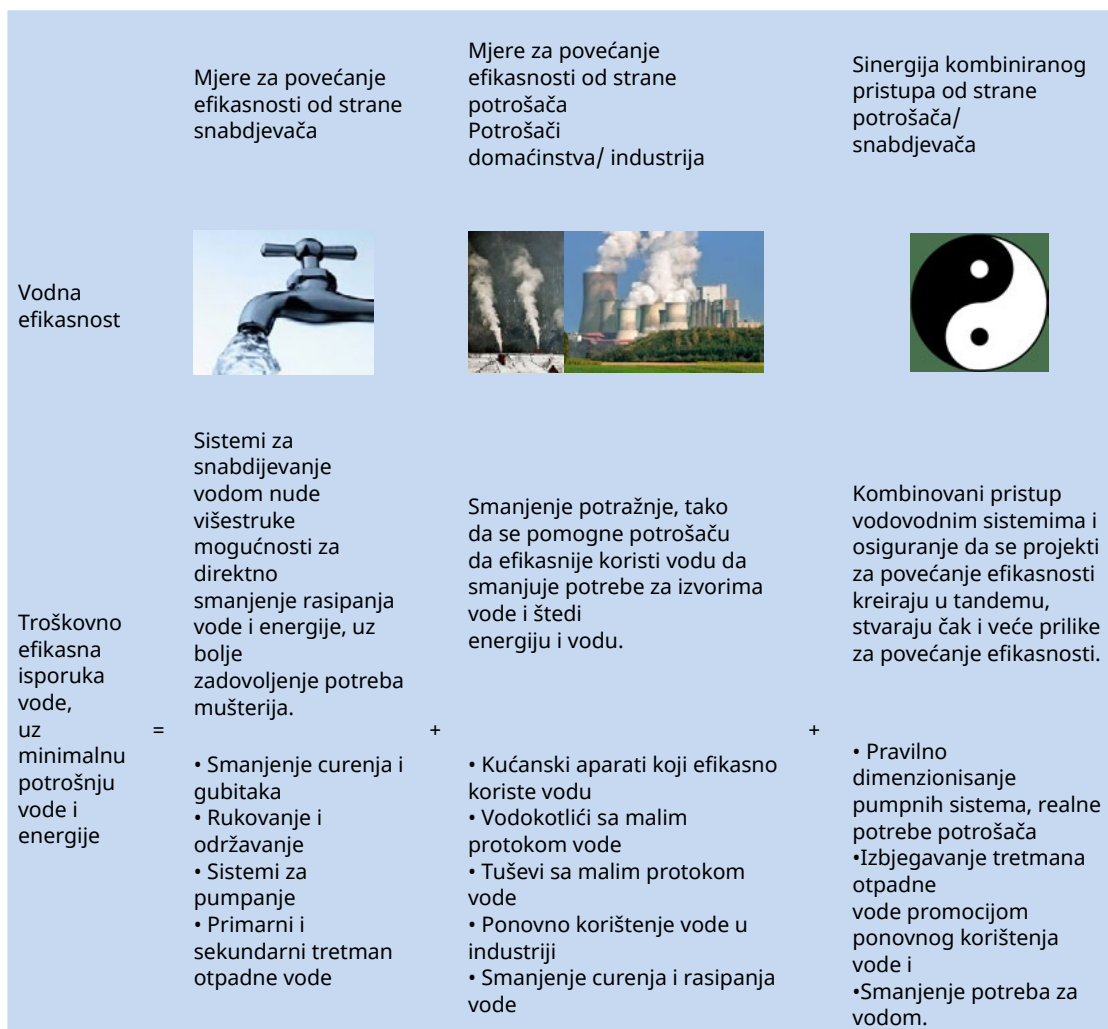 Mjere za povećanje
efikasnosti od strane
snabdjevača
Mjere za povećanje
efikasnosti od strane
potrošača
Potrošači
domaćinstva/ industrija
Sinergija kombiniranog
pristupa od strane
potrošača/
snabdjevača
Vodna
efikasnost
Troškovno
efikasna
isporuka
vode,
uz
minimalnu
potrošnju
vode i
energije
=
Sistemi za
snabdijevanje
vodom nude
višestruke
mogućnosti za
direktno
smanjenje rasipanja
vode i energije, uz
bolje
zadovoljenje potreba
mušterija.
• Smanjenje curenja i
gubitaka
• Rukovanje i
održavanje
• Sistemi za
pumpanje
• Primarni i
sekundarni tretman
otpadne vode
+
Smanjenje potražnje, tako
da se pomogne potrošaču
da efikasnije koristi vodu da
smanjuje potrebe za izvorima
vode i štedi
energiju i vodu.
• Kućanski aparati koji efikasno
koriste vodu
• Vodokotlići sa malim
protokom vode
• Tuševi sa malim protokom
vode
• Ponovno korištenje vode u
industriji
• Smanjenje curenja i rasipanja
vode
+
Kombinovani pristup
vodovodnim sistemima i
osiguranje da se projekti
za povećanje efikasnosti
kreiraju u tandemu,
stvaraju čak i veće prilike
za povećanje efikasnosti.
• Pravilno
dimenzionisanje
pumpnih sistema, realne
potrebe potrošača
•Izbjegavanje tretmana
otpadne
vode promocijom
ponovnog korištenja
vode i
•Smanjenje potreba za
vodom.